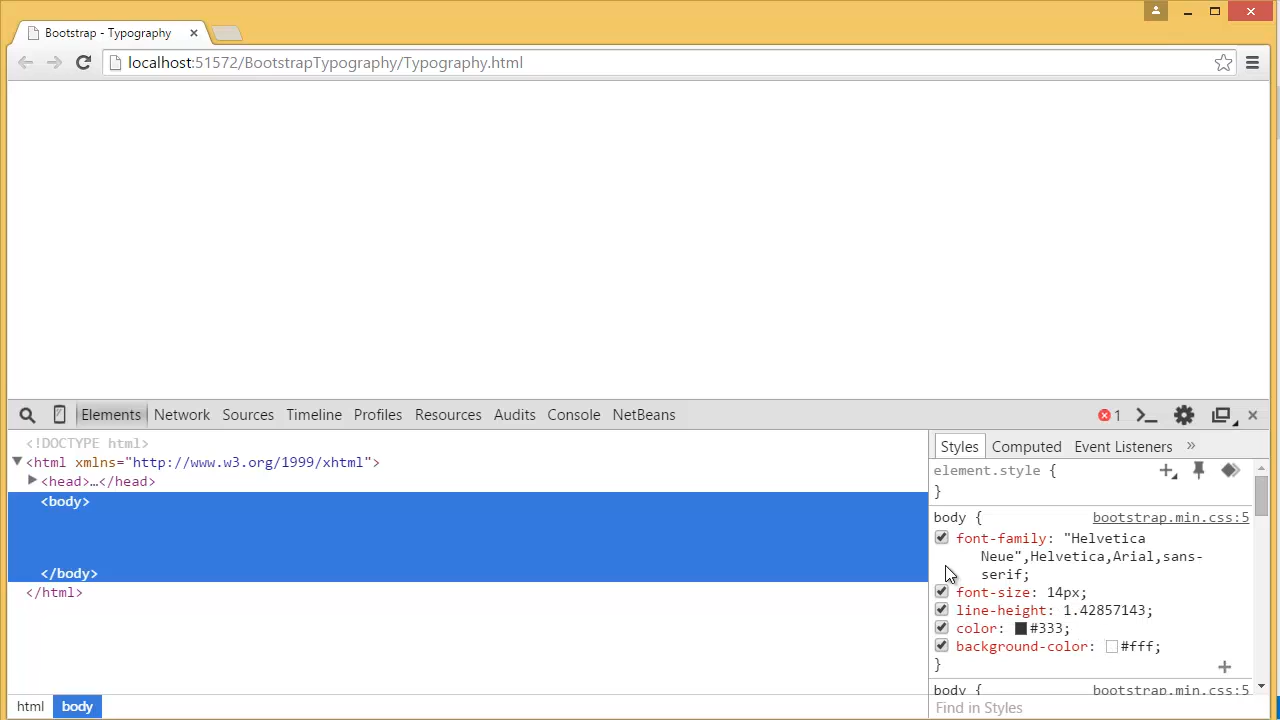 Bootstrap - Typography
localhost:51572/BootstrapTypography/Typography.html
Elements Network Sources Timeline Profiles Resources Audits Console NetBeans 1
<!DOCTYPE html>
<html xmlns="http://www.w3.org/1999/xhtml">
<head>…</head>
<body>
</body>
</html>
html body
Styles Computed Event Listeners »
element.style {
}
body { bootstrap.min.css:5
font-family: "Helvetica
Neue",Helvetica,Arial,sans-
serif;
font-size: 14px;
line-height: 1.42857143;
color: #333;
background-color: #fff;
}
body { bootstrap.min.css:5
Find in Styles